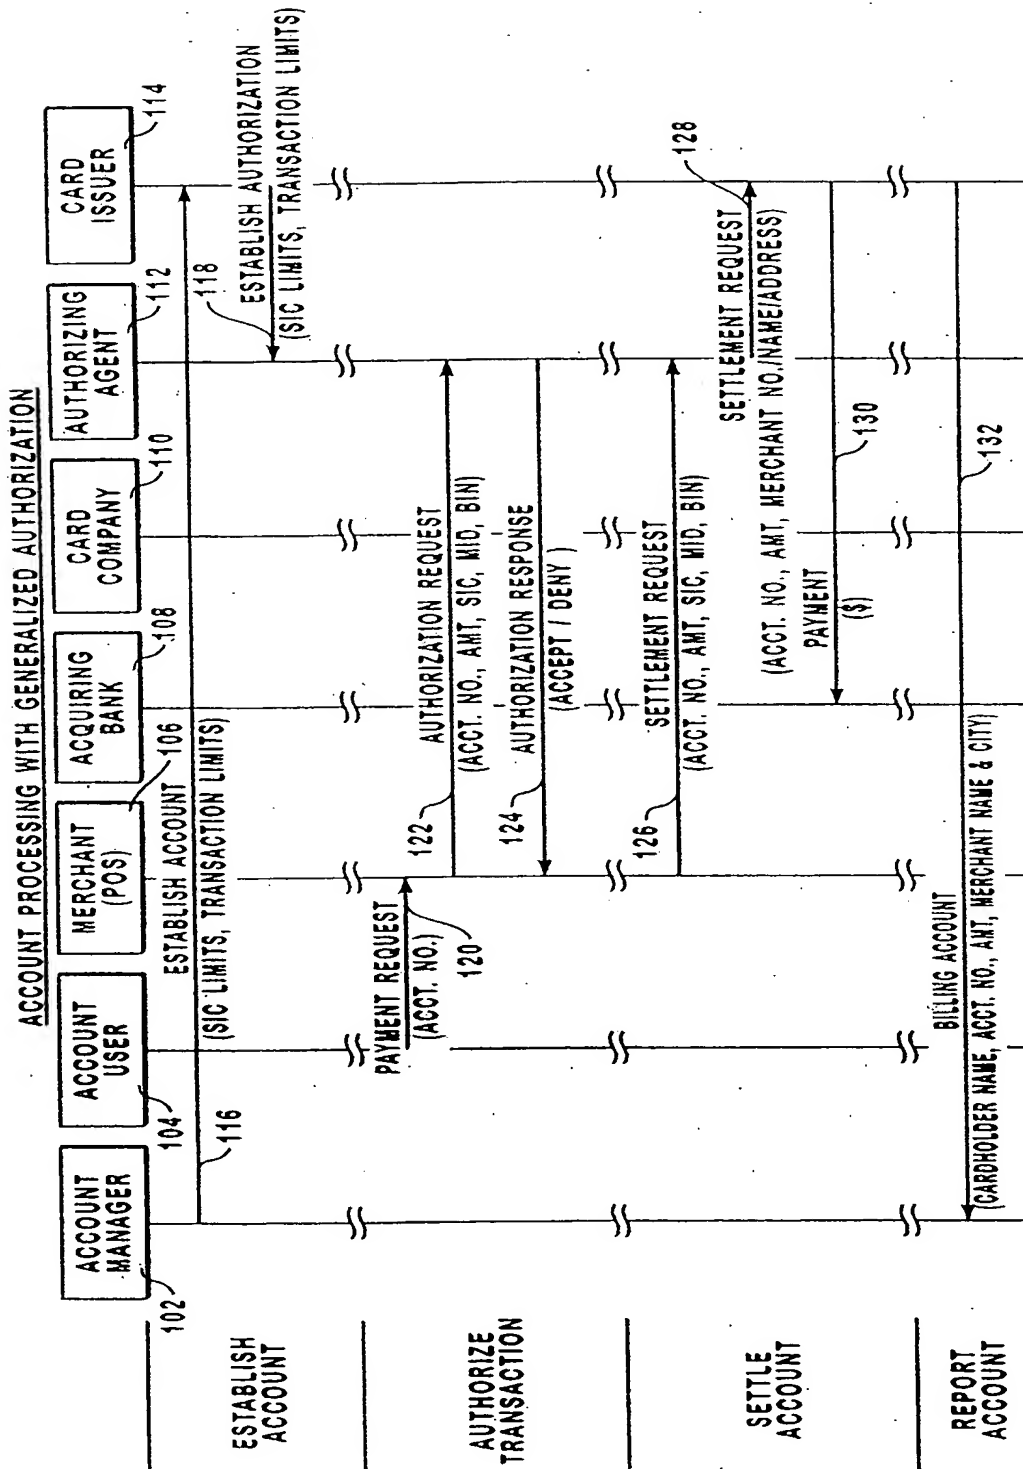 ACCOUNT PROCESSING WITH GENERALIZED AUTHORIZATION
ACCOUNT
MANAGER
102
ACCOUNT
USER
104
MERCHANT
(POS)
106
ACQUIRING
BANK
108
CARD
COMPANY
110
AUTHORIZING
AGENT
112
CARD
ISSUER
114
ESTABLISH
ACCOUNT
ESTABLISH ACCOUNT
(SIC LIMITS, TRANSACTION LIMITS)
116
118
ESTABLISH AUTHORIZATION
(SIC LIMITS, TRANSACTION LIMITS)
AUTHORIZE
TRANSACTION
PAYMENT REQUEST
(ACCT. NO.)
120
122
AUTHORIZATION REQUEST
(ACCT. NO., AMT, SIC, MID, BIN)
124
AUTHORIZATION RESPONSE
(ACCEPT / DENY )
SETTLE
ACCOUNT
126
SETTLEMENT REQUEST
(ACCT. NO., AMT, SIC, MID, BIN)
128
SETTLEMENT REQUEST
(ACCT. NO., AMT, MERCHANT NO./NAME/ADDRESS)
PAYMENT
($)
130
REPORT
ACCOUNT
BILLING ACCOUNT
(CARDHOLDER NAME, ACCT. NO., AMT, MERCHANT NAME & CITY)
132